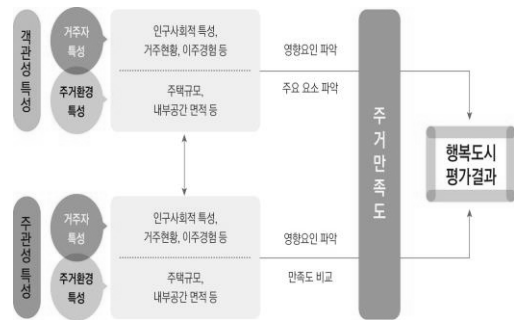 객관성 특성
거주자
특성
주거환경
특성
인구사회적 특성,
거주현황, 이주경험 등
주택규모,
내부공간 면적 등
영향요인 파악
주요 요소 파악
주관성 특성
거주자
특성
주거환경
특성
인구사회적 특성,
거주현황, 이주경험 등
주택규모,
내부공간 면적 등
영향요인 파악
만족도 비교
주거만족도
행복도시
평가결과